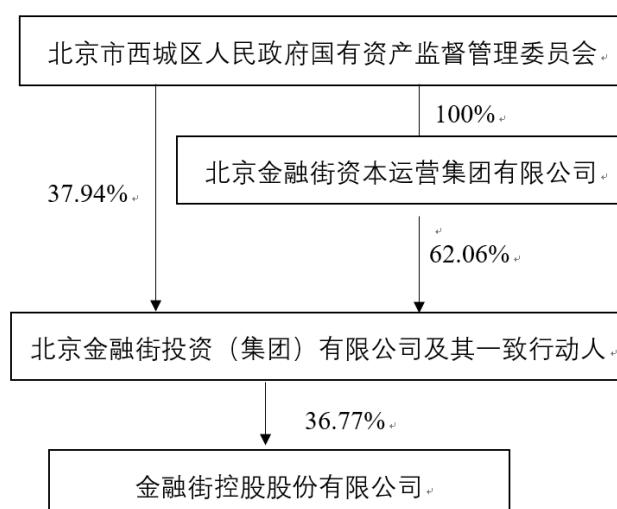 北京市西城区人民政府国有资产监督管理委员会
100%
北京金融街资本运营集团有限公司
37.94%
62.06%
北京金融街投资（集团）有限公司及其一致行动人
36.77%
金融街控股股份有限公司